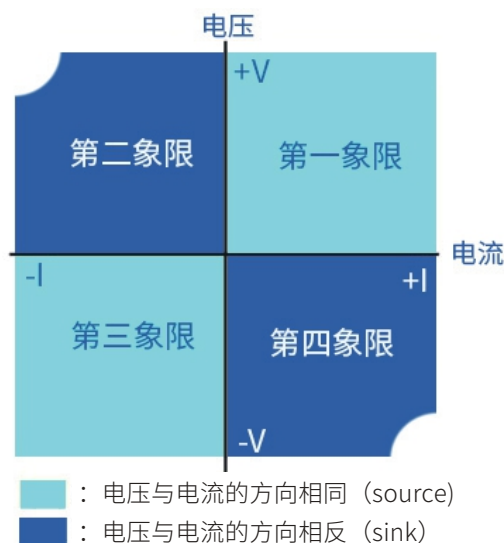 电压
+V
第二象限 第一象限
电流
-I
+I
第三象限 第四象限
-V
：电压与电流的方向相同（source)
：电压与电流的方向相反（sink）